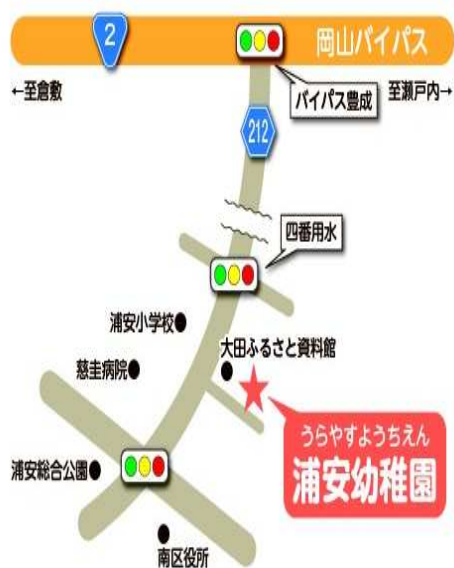 2
岡山バイパス
←至倉敷
バイパス豊成
至瀬戸内→
212
四番用水
浦安小学校
大田ふるさと資料館
慈圭病院
うらやすようちえん
浦安幼稚園
浦安総合公園
南区役所